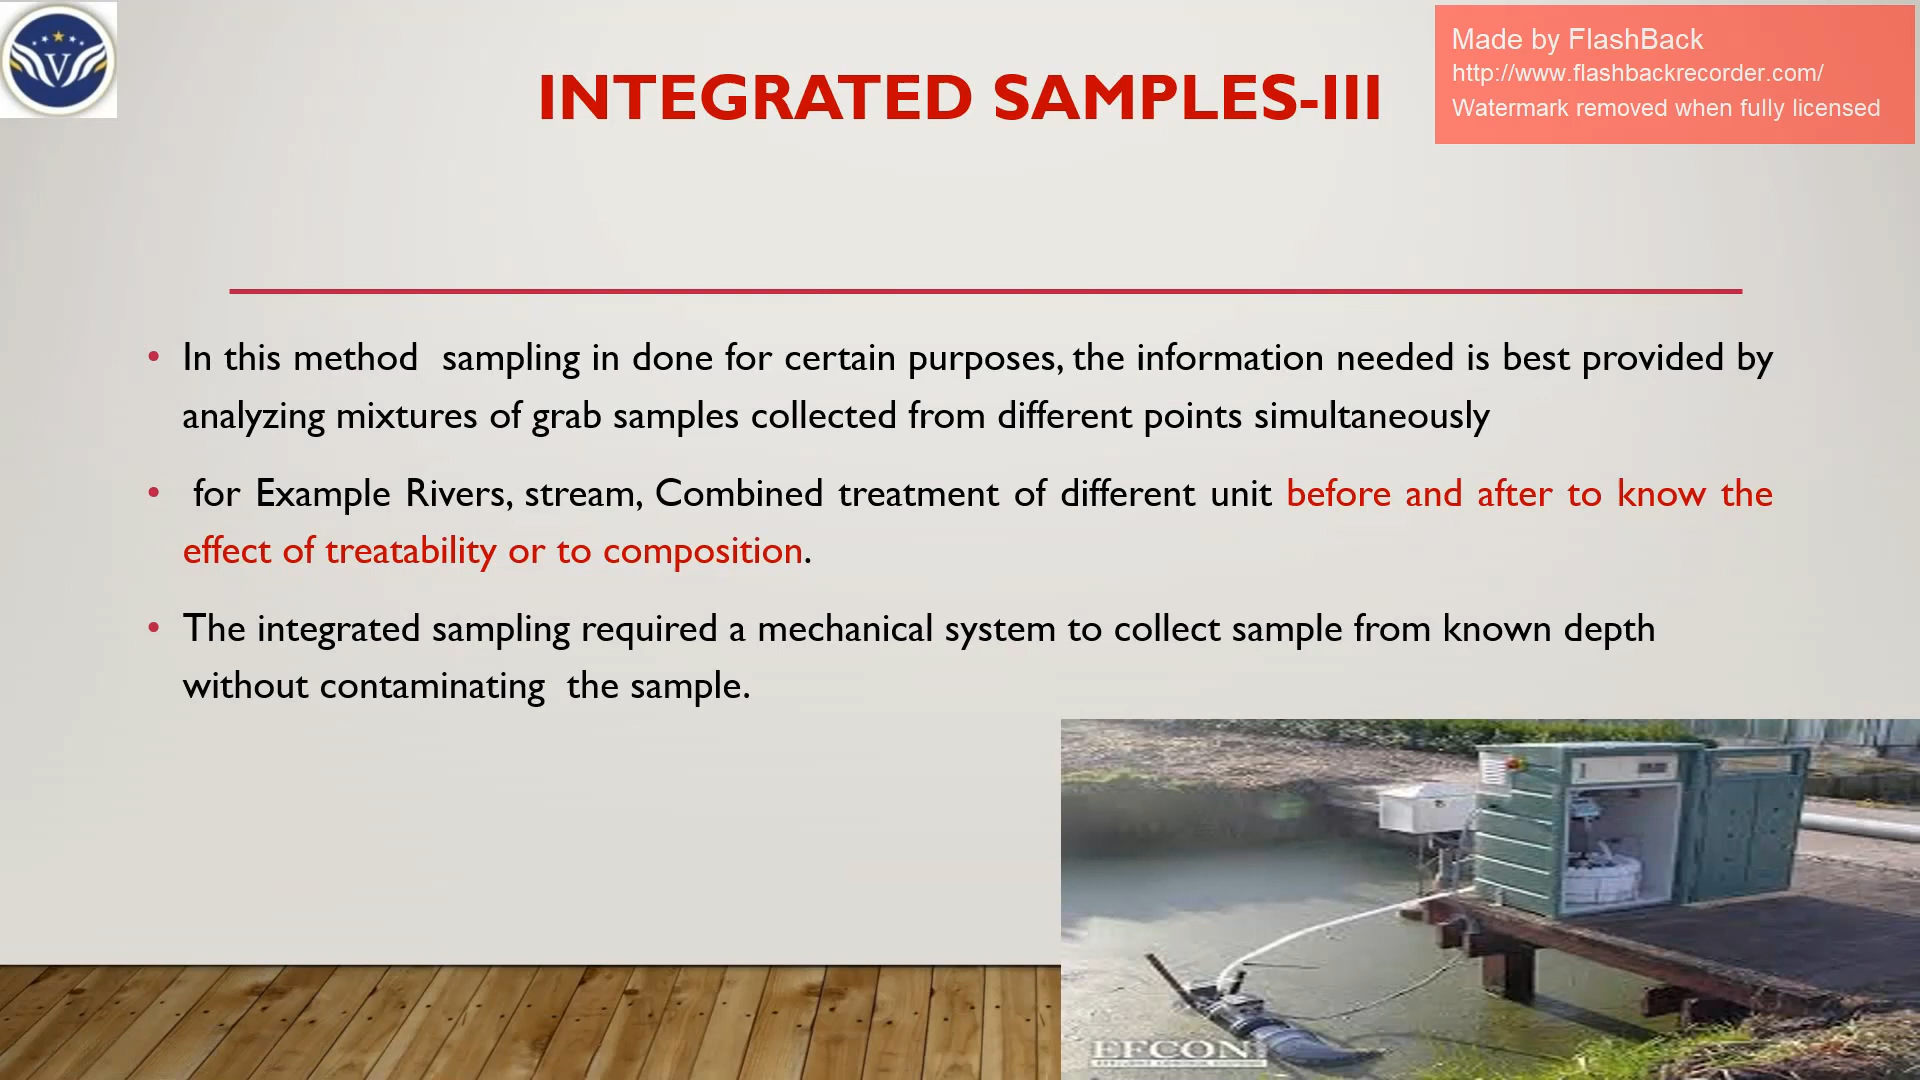 V
INTEGRATED SAMPLES-III
Made by FlashBack
http://www.flashbackrecorder.com/
Watermark removed when fully licensed
• In this method sampling in done for certain purposes, the information needed is best provided by
analyzing mixtures of grab samples collected from different points simultaneously
• for Example Rivers, stream, Combined treatment of different unit before and after to know the
effect of treatability or to composition.
• The integrated sampling required a mechanical system to collect sample from known depth
without contaminating the sample.
EFCON